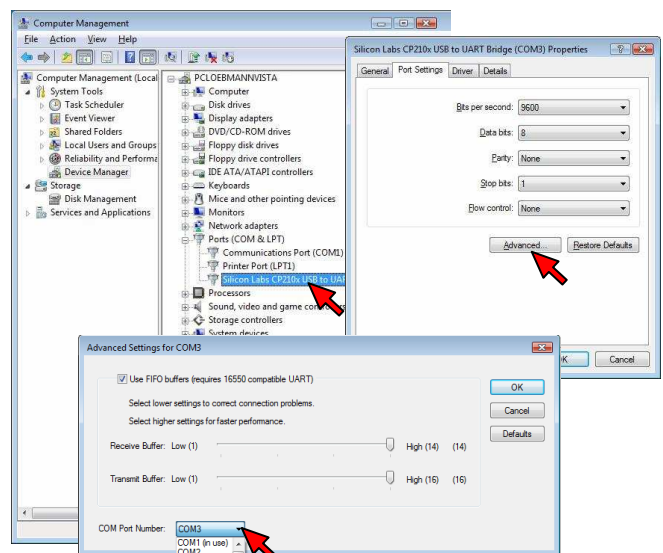 Computer Management
File Action View Help
Computer Management (Local
System Tools
Task Scheduler
Event Viewer
Shared Folders
Local Users and Groups
Reliability and Performa
Device Manager
Storage
Disk Management
Services and Applications
PCLOEBMANNVISTA
Computer
Disk drives
Display adapters
DVD/CD-ROM drives
Floppy disk drives
Floppy drive controllers
IDE ATA/ATAPI controllers
Keyboards
Mice and other pointing devices
Monitors
Network adapters
Ports (COM & LPT)
Communications Port (COM1)
Printer Port (LPT1)
Silicon Labs CP210x USB to UAR
Processors
Sound, video and game controllers
Storage controllers
System devices
Silicon Labs CP210x USB to UART Bridge (COM3) Properties
General Port Settings Driver Details
Bits per second: 9600
Data bits: 8
Parity: None
Stop bits: 1
Flow control: None
Advanced... Restore Defaults
Cancel
Advanced Settings for COM3
Use FIFO buffers (requires 16550 compatible UART)
Select lower settings to correct connection problems.
Select higher settings for faster performance.
Receive Buffer: Low (1) High (14) (14)
Transmit Buffer: Low (1) High (16) (16)
OK
Cancel
Defaults
COM Port Number: COM3
COM1 (in use)
COM2